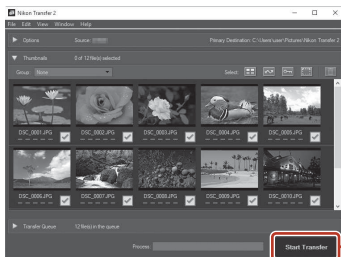 Nikon Transfer 2
File Edit View Window Help
Options Source: Primary Destination: C:\Users\user\Pictures\Nikon Transfer 2
Thumbnails 0 of 12 file(s) selected
Group: None Select:
DSC_0001.JPG DSC_0002.JPG DSC_0003.JPG DSC_0004.JPG DSC_0005.JPG
DSC_0006.JPG DSC_0007.JPG DSC_0008.JPG DSC_0009.JPG DSC_0010.JPG
Transfer Queue 12 file(s) in the queue
Process: Start Transfer